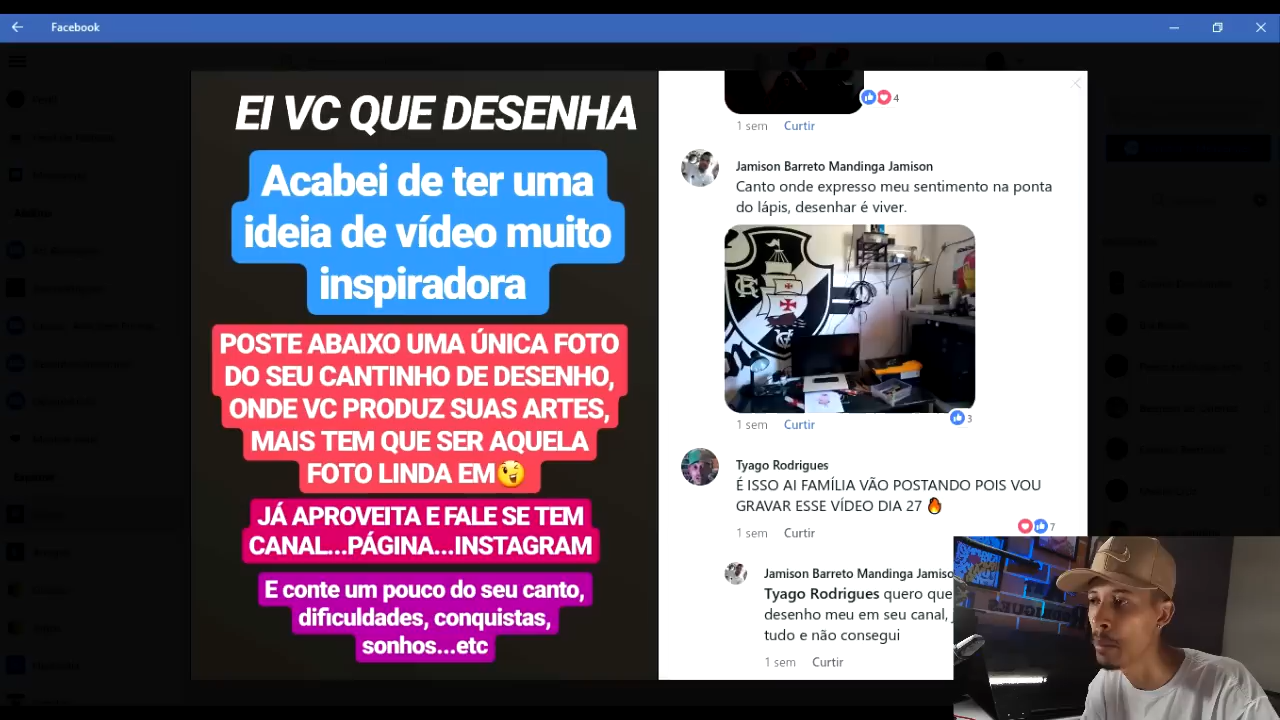 Facebook
EI VC QUE DESENHA
Acabei de ter uma
ideia de vídeo muito
inspiradora
POSTE ABAIXO UMA ÚNICA FOTO
DO SEU CANTINHO DE DESENHO,
ONDE VC PRODUZ SUAS ARTES,
MAIS TEM QUE SER AQUELA
FOTO LINDA EM😉
JÁ APROVEITA E FALE SE TEM
CANAL...PÁGINA...INSTAGRAM
E conte um pouco do seu canto,
dificuldades, conquistas,
sonhos...etc
4
1 sem Curtir
Jamison Barreto Mandinga Jamison
Canto onde expresso meu sentimento na ponta
do lápis, desenhar é viver.
1 sem Curtir 3
Tyago Rodrigues
É ISSO AI FAMÍLIA VÃO POSTANDO POIS VOU
GRAVAR ESSE VÍDEO DIA 27 🔥
1 sem Curtir 7
Jamison Barreto Mandinga Jamiso
Tyago Rodrigues quero que
desenho meu em seu canal,
tudo e não consegui
1 sem Curtir